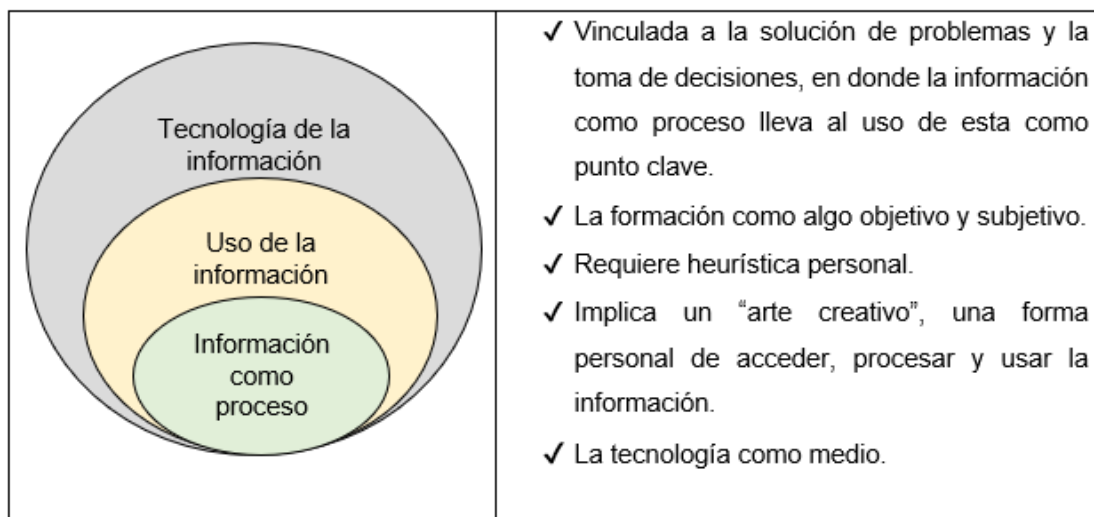 Tecnología de la
información
Uso de la
información
Información
como
proceso
✓ Vinculada a la solución de problemas y la
toma de decisiones, en donde la información
como proceso lleva al uso de esta como
punto clave.
✓ La formación como algo objetivo y subjetivo.
✓ Requiere heurística personal.
✓ Implica un “arte creativo”, una forma
personal de acceder, procesar y usar la
información.
✓ La tecnología como medio.